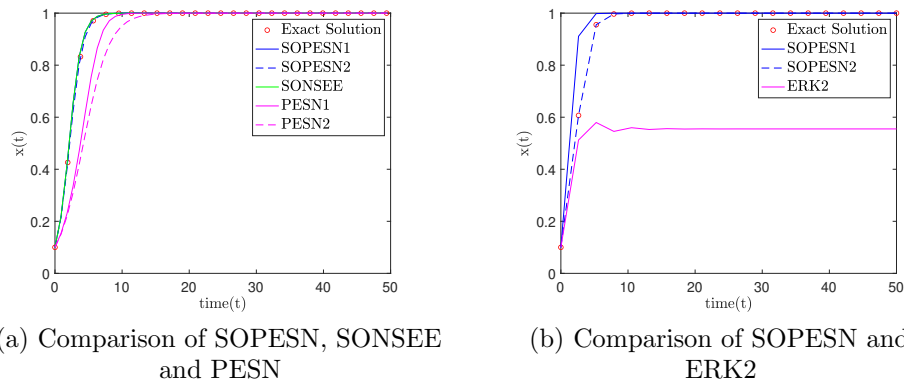 1
0.8
0.6
0.4
0.2
0
0 10 20 30 40 50
x(t)
time(t)
Exact Solution
SOPESN1
SOPESN2
SONSEE
PESN1
PESN2
1
0.8
0.6
0.4
0.2
0
0 10 20 30 40 50
x(t)
time(t)
Exact Solution
SOPESN1
SOPESN2
ERK2
a) Comparison of SOPESN, SONSEE
and PESN
(b) Comparison of SOPESN and
ERK2